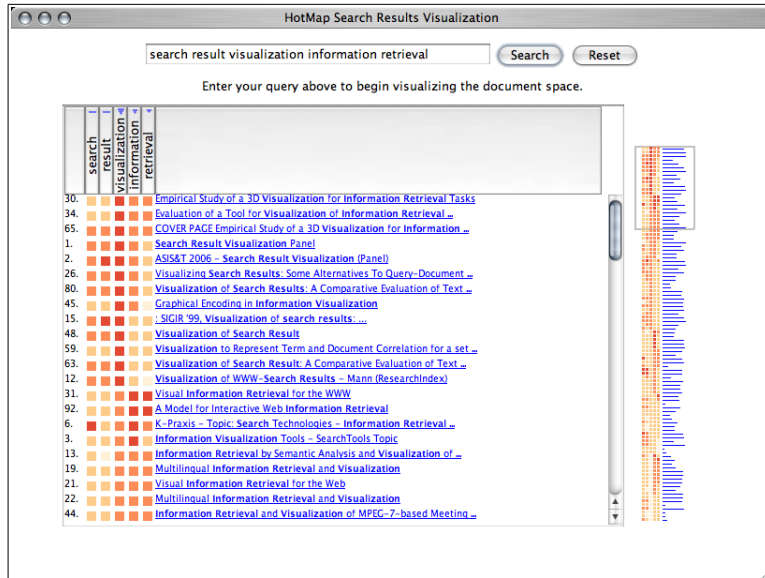 HotMap Search Results Visualization
search result visualization information retrieval
Search
Reset
Enter your query above to begin visualizing the document space.
search
result
visualization
information
retrieval
30. Empirical Study of a 3D Visualization for Information Retrieval Tasks
34. Evaluation of a Tool for Visualization of Information Retrieval ...
65. COVER PAGE Empirical Study of a 3D Visualization for Information ...
1. Search Result Visualization Panel
2. ASIS&T 2006 - Search Result Visualization (Panel)
26. Visualizing Search Results: Some Alternatives To Query-Document ...
80. Visualization of Search Results: A Comparative Evaluation of Text ...
45. Graphical Encoding in Information Visualization
15. : SIGIR '99, Visualization of search results: ...
48. Visualization of Search Result
59. Visualization to Represent Term and Document Correlation for a set ...
63. Visualization of Search Result: A Comparative Evaluation of Text ...
12. Visualization of WWW-Search Results - Mann (ResearchIndex)
31. Visual Information Retrieval for the WWW
92. A Model for Interactive Web Information Retrieval
6. K-Praxis - Topic: Search Technologies - Information Retrieval ...
3. Information Visualization Tools - SearchTools Topic
13. Information Retrieval by Semantic Analysis and Visualization of ...
19. Multilingual Information Retrieval and Visualization
21. Visual Information Retrieval for the Web
22. Multilingual Information Retrieval and Visualization
44. Information Retrieval and Visualization of MPEG-7-based Meeting ...